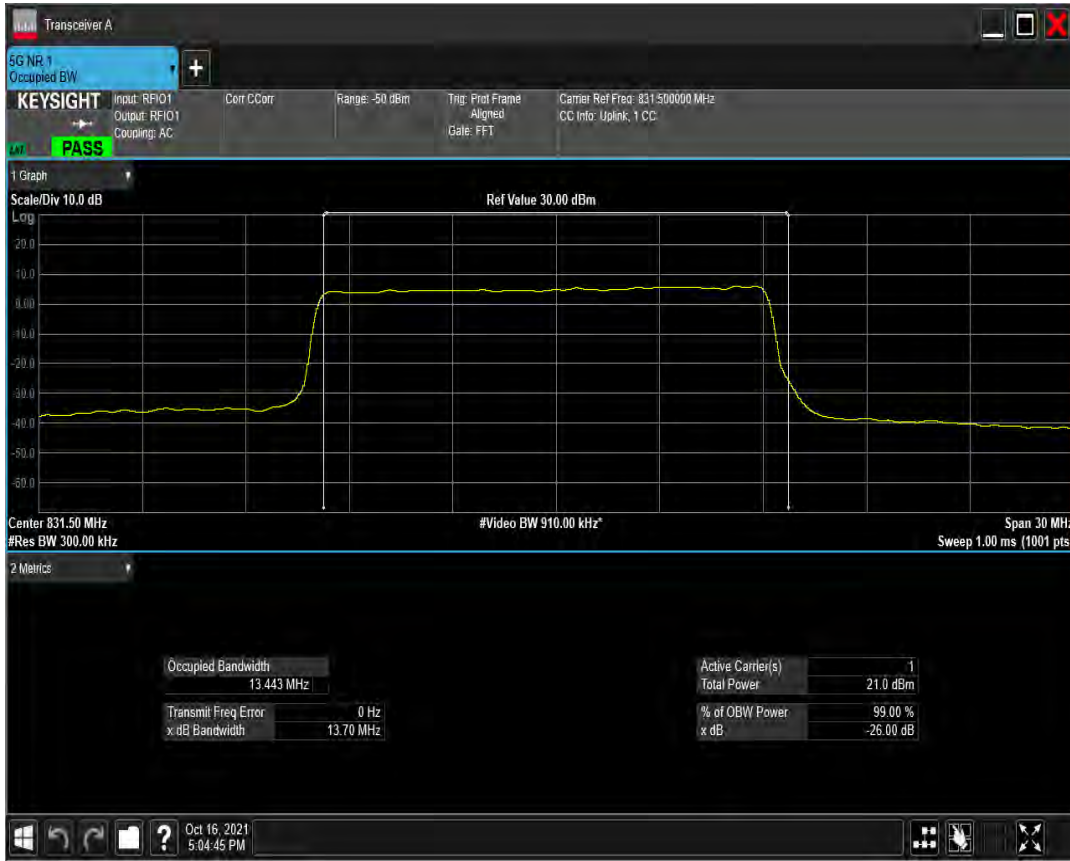 Transceiver A
5G NR 1
Occupied BW
+
KEYSIGHT
PASS
Input: RFIO1
Output: RFIO1
Coupling: AC
Corr CCorr
Range: -50 dBm
Trig: Prot Frame
Aligned
Gate: FFT
Carrier Ref Freq: 831.500000 MHz
CC Info: Uplink, 1 CC
1 Graph
Scale/Div 10.0 dB
Ref Value 30.00 dBm
Log
20.0
10.0
0.00
-10.0
-20.0
-30.0
-40.0
-50.0
-60.0
Center 831.50 MHz
#Video BW 910.00 kHz*
Span 30 MHz
#Res BW 300.00 kHz
Sweep 1.00 ms (1001 pts
2 Metrics
Occupied Bandwidth
13.443 MHz
Transmit Freq Error 0 Hz
x dB Bandwidth 13.70 MHz
Active Carrier(s) 1
Total Power 21.0 dBm
% of OBW Power 99.00 %
x dB -26.00 dB
?
Oct 16, 2021
5:04:45 PM